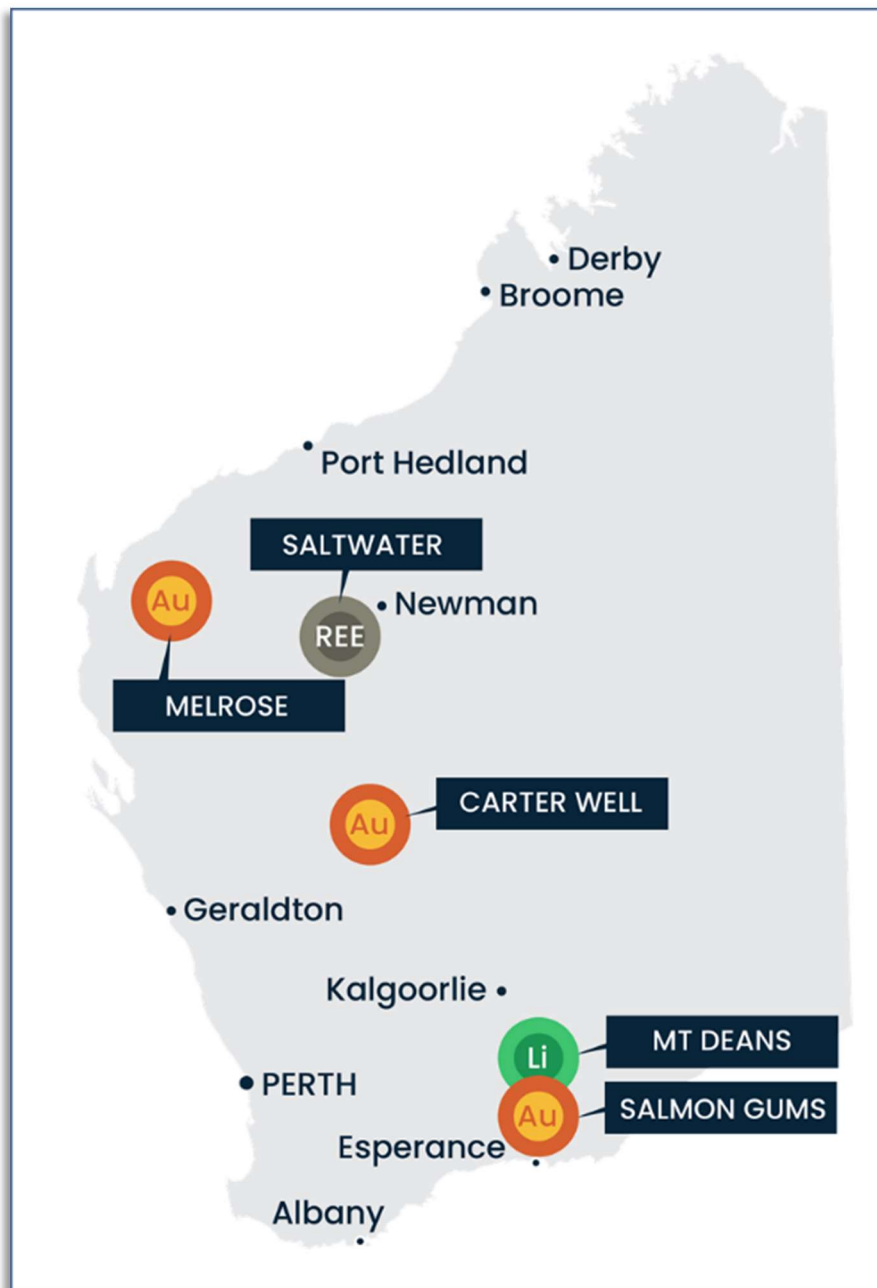 Derby
Broome
Port Hedland
SALTWATER
Au
Newman
REE
MELROSE
CARTER WELL
Au
Geraldton
Kalgoorlie
MT DEANS
Li
PERTH
SALMON GUMS
Au
Esperance
Albany